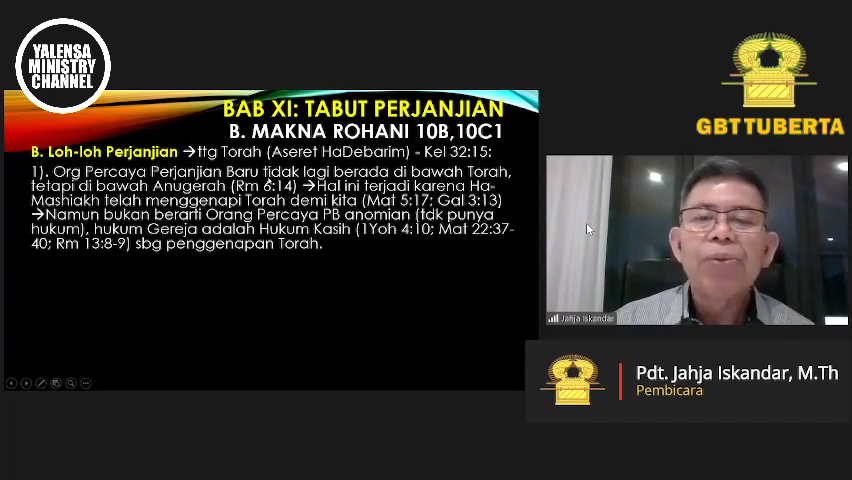 YALENSA
MINISTRY
CHANNEL
BAB XI: TABUT PERJANJIAN
B. MAKNA ROHANI 10B,10C1
B. Loh-loh Perjanjian →ttg Torah (Aseret HaDebarim) - Kel 32:15:
1). Org Percaya Perjanjian Baru tidak lagi berada di bawah Torah,
tetapi di bawah Anugerah (Rm 6:14) →Hal ini terjadi karena Ha-
Mashiakh telah menggenapi Torah demi kita (Mat 5:17; Gal 3:13)
→Namun bukan berarti Orang Percaya PB anomian (tdk punya
hukum), hukum Gereja adalah Hukum Kasih (1Yoh 4:10; Mat 22:37-
40; Rm 13:8-9) sbg penggenapan Torah.
GBT TUBERTA
Jahja Iskandar
Pdt. Jahja Iskandar, M.Th
Pembicara